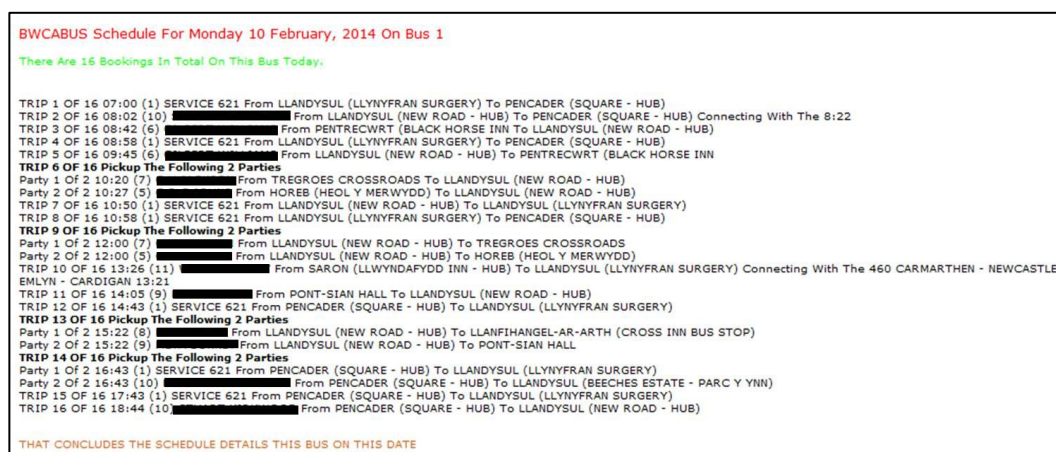 BWCABUS Schedule For Monday 10 February, 2014 On Bus 1
There Are 16 Bookings In Total On This Bus Today.
TRIP 1 OF 16 07:00 (1) SERVICE 621 From LLANDYSUL (LLYNYFRAN SURGERY) To PENCADER (SQUARE - HUB)
TRIP 2 OF 16 08:02 (10) From LLANDYSUL (NEW ROAD - HUB) To PENCADER (SQUARE - HUB) Connecting With The 8:22
TRIP 3 OF 16 08:42 (6) From PENTRECWRT (BLACK HORSE INN To LLANDYSUL (NEW ROAD - HUB)
TRIP 4 OF 16 08:58 (1) SERVICE 621 From LLANDYSUL (LLYNYFRAN SURGERY) To PENCADER (SQUARE - HUB)
TRIP 5 OF 16 09:45 (6) From LLANDYSUL (NEW ROAD - HUB) To PENTRECWRT (BLACK HORSE INN
TRIP 6 OF 16 Pickup The Following 2 Parties
Party 1 Of 2 10:20 (7) From TREGROES CROSSROADS To LLANDYSUL (NEW ROAD - HUB)
Party 2 Of 2 10:27 (5) From HOREB (HEOL Y MERWYDD) To LLANDYSUL (NEW ROAD - HUB)
TRIP 7 OF 16 10:50 (1) SERVICE 621 From LLANDYSUL (NEW ROAD - HUB) To LLANDYSUL (LLYNYFRAN SURGERY)
TRIP 8 OF 16 10:58 (1) SERVICE 621 From LLANDYSUL (LLYNYFRAN SURGERY) To PENCADER (SQUARE - HUB)
TRIP 9 OF 16 Pickup The Following 2 Parties
Party 1 Of 2 12:00 (7) From LLANDYSUL (NEW ROAD - HUB) To TREGROES CROSSROADS
Party 2 Of 2 12:00 (5) From LLANDYSUL (NEW ROAD - HUB) To HOREB (HEOL Y MERWYDD)
TRIP 10 OF 16 13:26 (11) From SARON (LLWYNDAFYDD INN - HUB) To LLANDYSUL (LLYNYFRAN SURGERY) Connecting With The 460 CARMARTHEN - NEWCASTLE
EMLYN - CARDIGAN 13:21
TRIP 11 OF 16 14:05 (9) From PONT-SIAN HALL To LLANDYSUL (NEW ROAD - HUB)
TRIP 12 OF 16 14:43 (1) SERVICE 621 From PENCADER (SQUARE - HUB) To LLANDYSUL (LLYNYFRAN SURGERY)
TRIP 13 OF 16 Pickup The Following 2 Parties
Party 1 Of 2 15:22 (8) From LLANDYSUL (NEW ROAD - HUB) To LLANFIHANGEL-AR-ARTH (CROSS INN BUS STOP)
Party 2 Of 2 15:22 (9) From LLANDYSUL (NEW ROAD - HUB) To PONT-SIAN HALL
TRIP 14 OF 16 Pickup The Following 2 Parties
Party 1 Of 2 16:43 (1) SERVICE 621 From PENCADER (SQUARE - HUB) To LLANDYSUL (LLYNYFRAN SURGERY)
Party 2 Of 2 16:43 (10) From PENCADER (SQUARE - HUB) To LLANDYSUL (BEECHES ESTATE - PARC Y YNN)
TRIP 15 OF 16 17:43 (1) SERVICE 621 From PENCADER (SQUARE - HUB) To LLANDYSUL (LLYNYFRAN SURGERY)
TRIP 16 OF 16 18:44 (10) From PENCADER (SQUARE - HUB) To LLANDYSUL (NEW ROAD - HUB)
THAT CONCLUDES THE SCHEDULE DETAILS THIS BUS ON THIS DATE